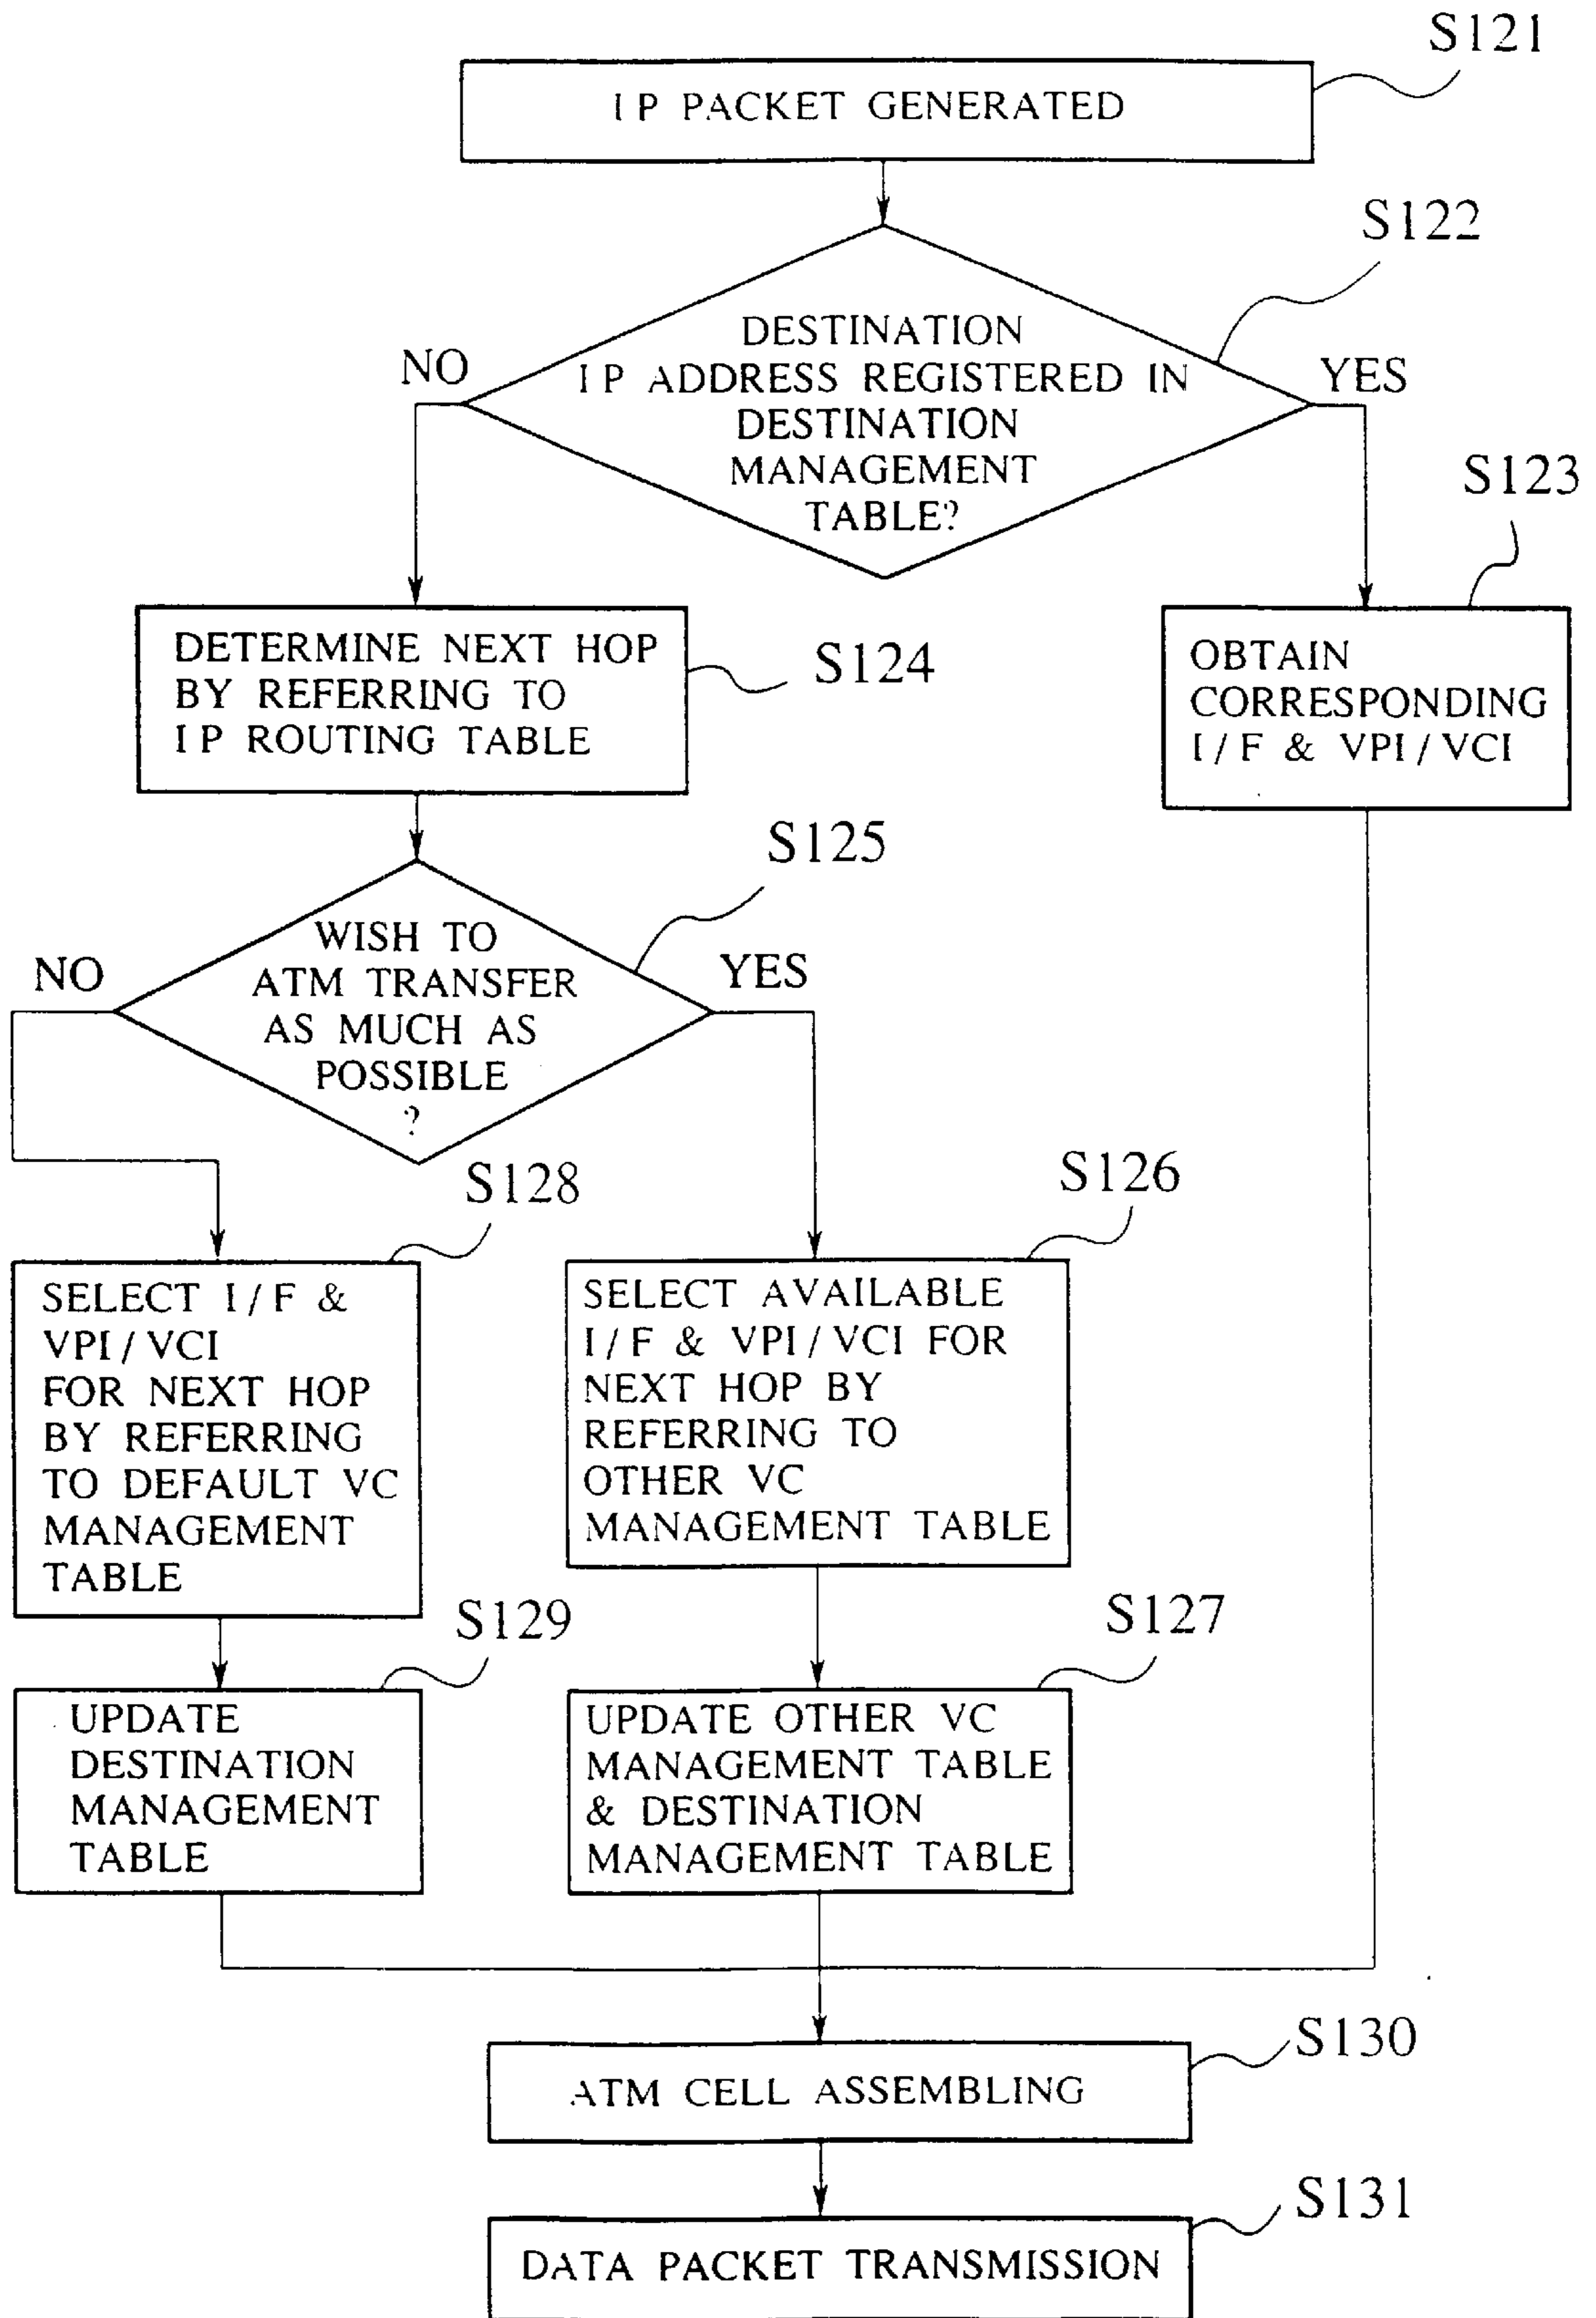 S121
IP PACKET GENERATED
S122
DESTINATION
IP ADDRESS REGISTERED IN
DESTINATION
MANAGEMENT
TABLE?
NO
YES
S123
OBTAIN
CORRESPONDING
I/F & VPI/VCI
DETERMINE NEXT HOP
BY REFERRING TO
IP ROUTING TABLE
S124
S125
WISH TO
ATM TRANSFER
AS MUCH AS
POSSIBLE
?
NO
YES
S128
SELECT I/F &
VPI/VCI
FOR NEXT HOP
BY REFERRING
TO DEFAULT VC
MANAGEMENT
TABLE
S126
SELECT AVAILABLE
I/F & VPI/VCI FOR
NEXT HOP BY
REFERRING TO
OTHER VC
MANAGEMENT TABLE
S129
UPDATE
DESTINATION
MANAGEMENT
TABLE
S127
UPDATE OTHER VC
MANAGEMENT TABLE
& DESTINATION
MANAGEMENT TABLE
S130
ATM CELL ASSEMBLING
S131
DATA PACKET TRANSMISSION